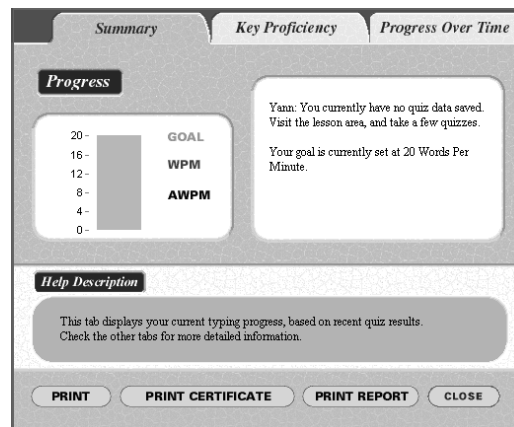 Summary
Key Proficiency
Progress Over Time
Progress
20 -
16 -
12 -
8 -
4 -
0 -
GOAL
WPM
AWPM
Yann: You currently have no quiz data saved.
Visit the lesson area, and take a few quizzes.
Your goal is currently set at 20 Words Per
Minute.
Help Description
This tab displays your current typing progress, based on recent quiz results.
Check the other tabs for more detailed information.
PRINT
PRINT CERTIFICATE
PRINT REPORT
CLOSE